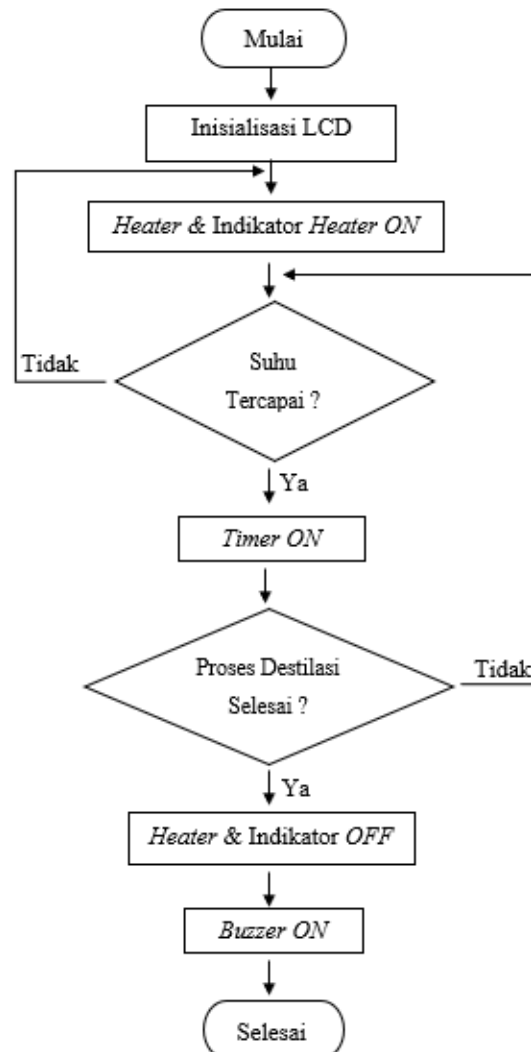 Mulai
Inisialisasi LCD
Heater & Indikator Heater ON
Tidak
Suhu
Tercapai ?
Ya
Timer ON
Proses Destilasi
Selesai ?
Tidak
Ya
Heater & Indikator OFF
Buzzer ON
Selesai